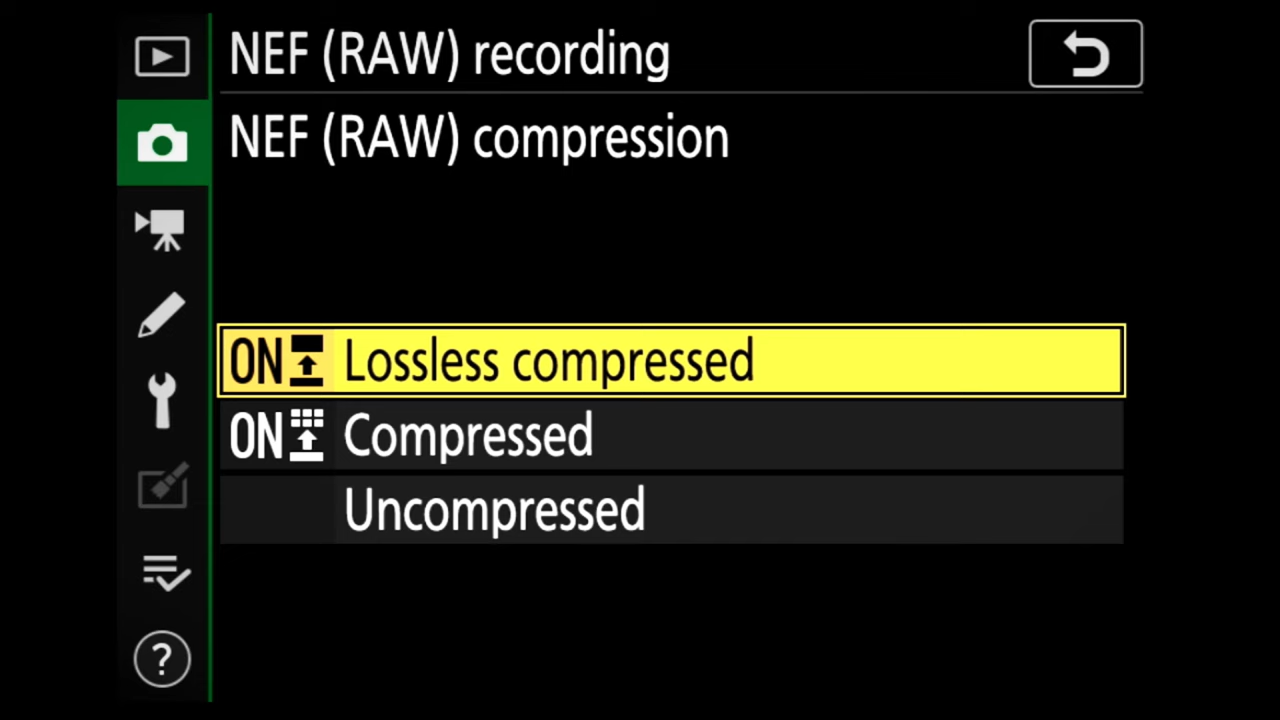 NEF (RAW) recording
NEF (RAW) compression
ON Lossless compressed
ON Compressed
Uncompressed
?